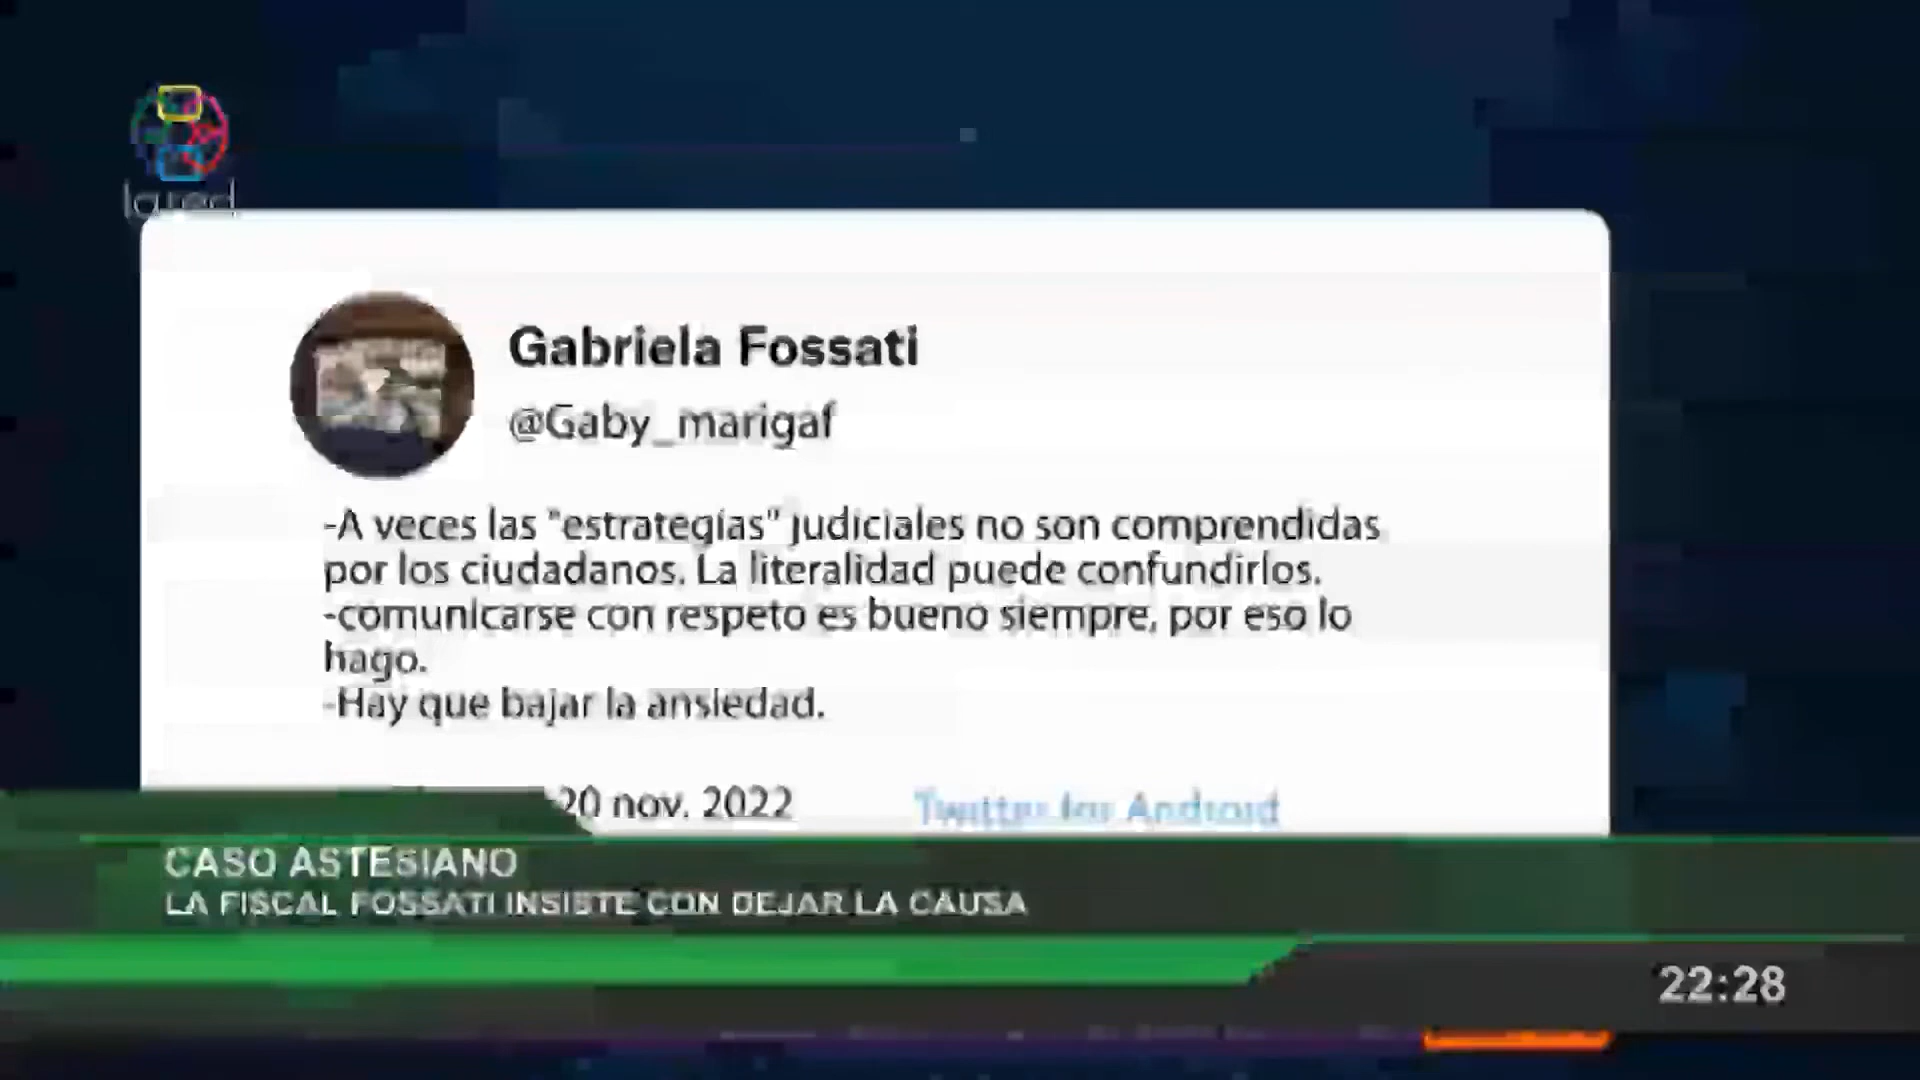 la red
Gabriela Fossati
@Gaby_marigaf
-A veces las "estrategias" judiciales no son comprendidas
por los ciudadanos. La literalidad puede confundirlos.
-comunicarse con respeto es bueno siempre, por eso lo
hago.
-Hay que bajar la ansiedad.
20 nov. 2022 Twitter for Android
CASO ASTESIANO
LA FISCAL FOSSATI INSISTE CON DEJAR LA CAUSA
22:28